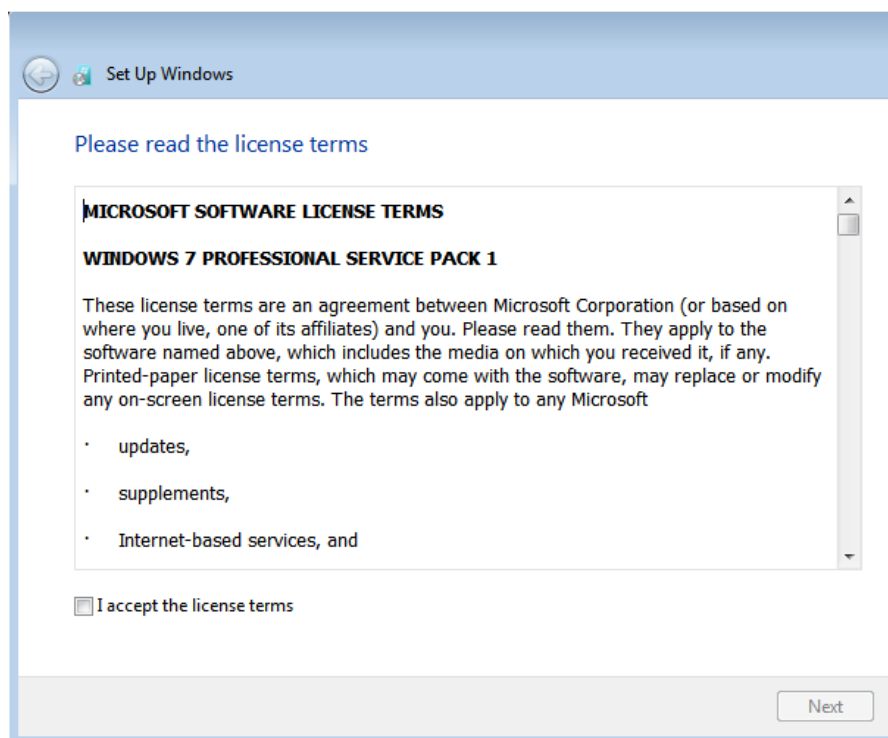 Set Up Windows
Please read the license terms
MICROSOFT SOFTWARE LICENSE TERMS
WINDOWS 7 PROFESSIONAL SERVICE PACK 1
These license terms are an agreement between Microsoft Corporation (or based on
where you live, one of its affiliates) and you. Please read them. They apply to the
software named above, which includes the media on which you received it, if any.
Printed-paper license terms, which may come with the software, may replace or modify
any on-screen license terms. The terms also apply to any Microsoft
· updates,
· supplements,
· Internet-based services, and
I accept the license terms
Next